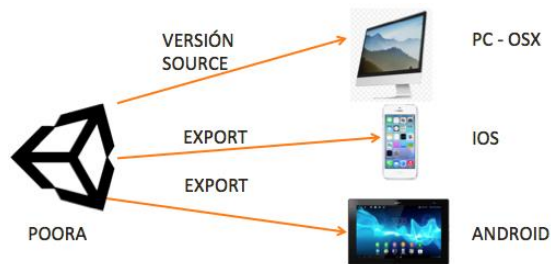 VERSIÓN
SOURCE
PC - OSX
EXPORT
IOS
EXPORT
POORA
ANDROID